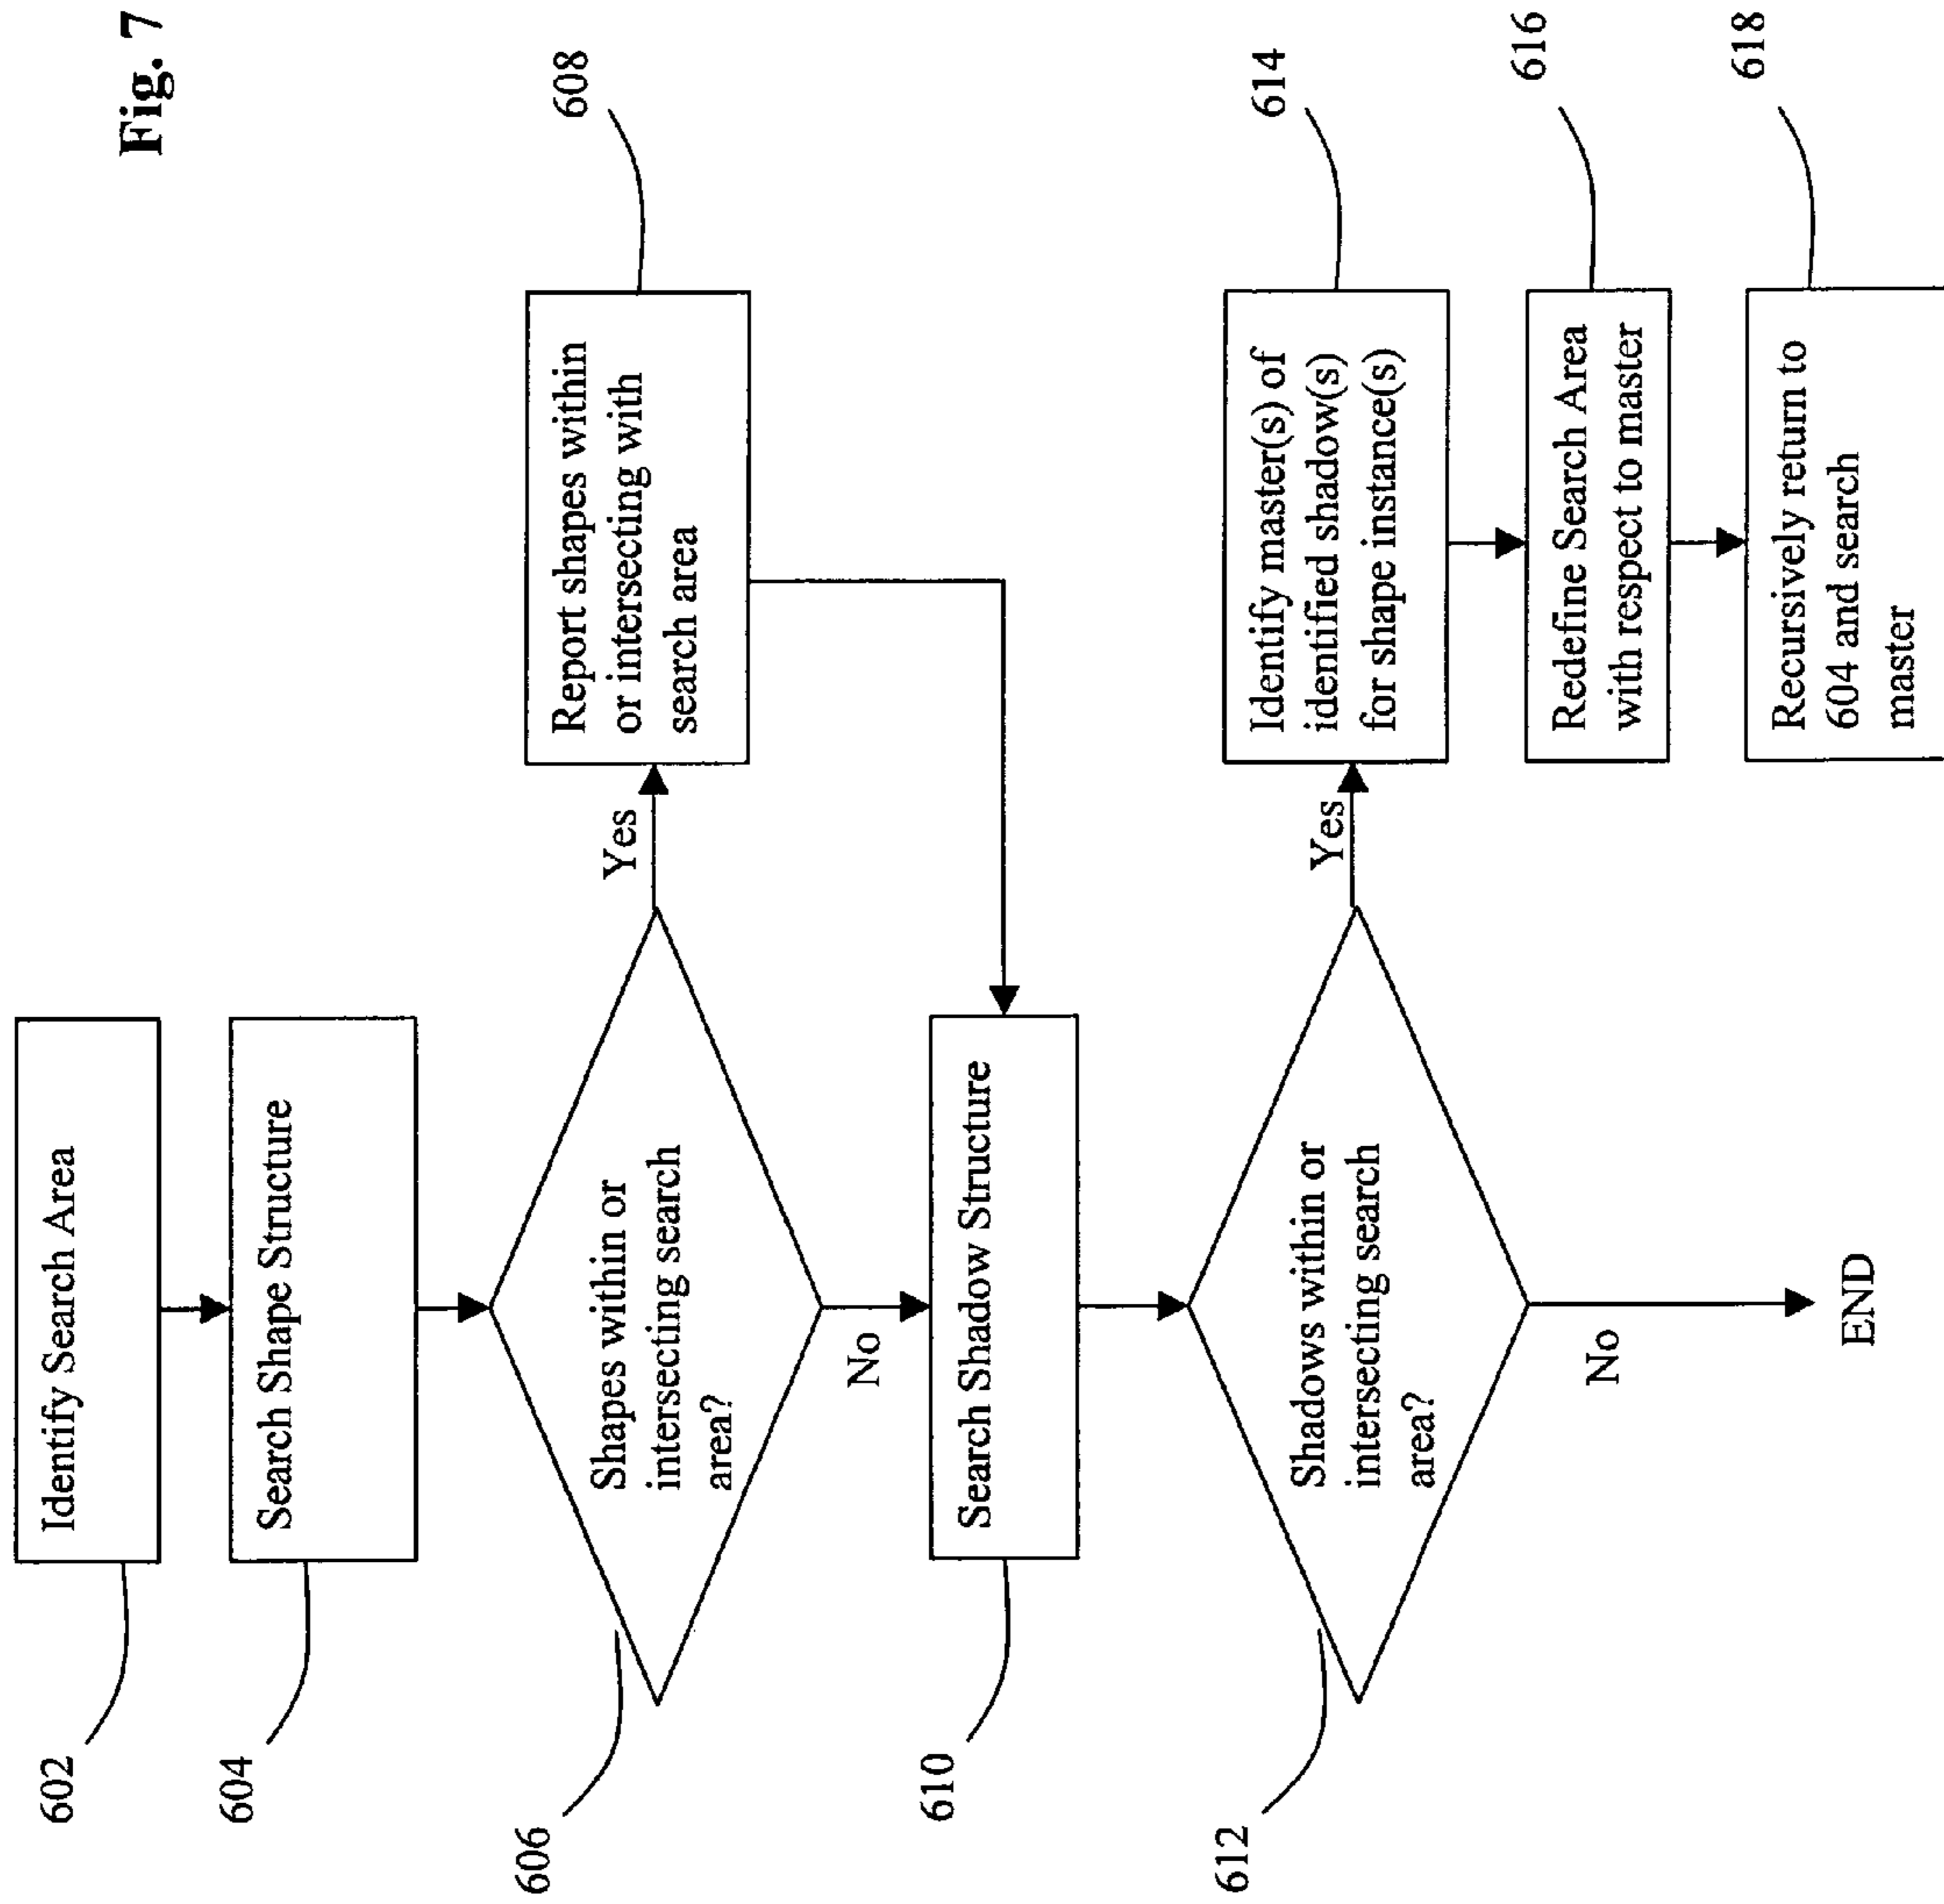 Fig. 7
602
Identify Search Area
604
Search Shape Structure
606
Shapes within or
intersecting search
area?
Yes
608
Report shapes within
or intersecting with
search area
No
610
Search Shadow Structure
612
Shadows within or
intersecting search
area?
Yes
614
Identify master(s) of
identified shadow(s)
for shape instance(s)
616
Redefine Search Area
with respect to master
618
Recursively return to
604 and search
master
No
END